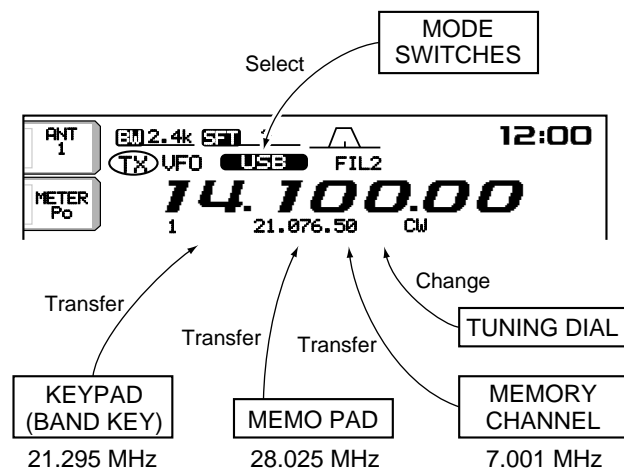 MODE
SWITCHES
Select
ANT
1
BW 2.4k SFT
12:00
TX VFO USB FIL2
METER
Po
14.100.00
1 21.076.50 CW
Change
Transfer
Transfer
Transfer
TUNING DIAL
KEYPAD
(BAND KEY)
MEMO PAD
MEMORY
CHANNEL
21.295 MHz 28.025 MHz 7.001 MHz